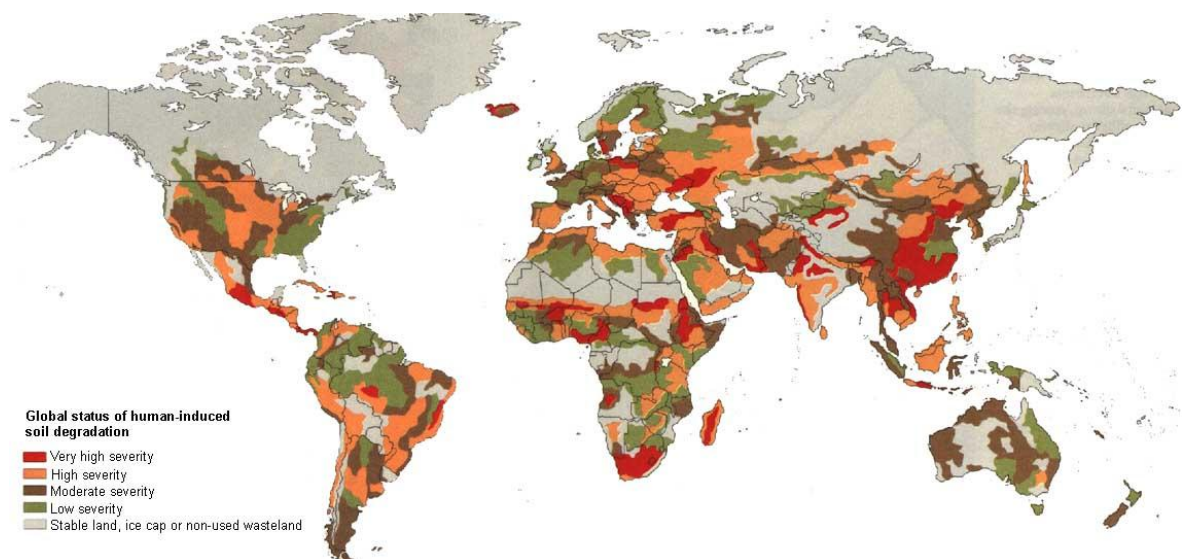 Global status of human-induced
soil degradation
Very high severity
High severity
Moderate severity
Low severity
Stable land, ice cap or non-used wasteland